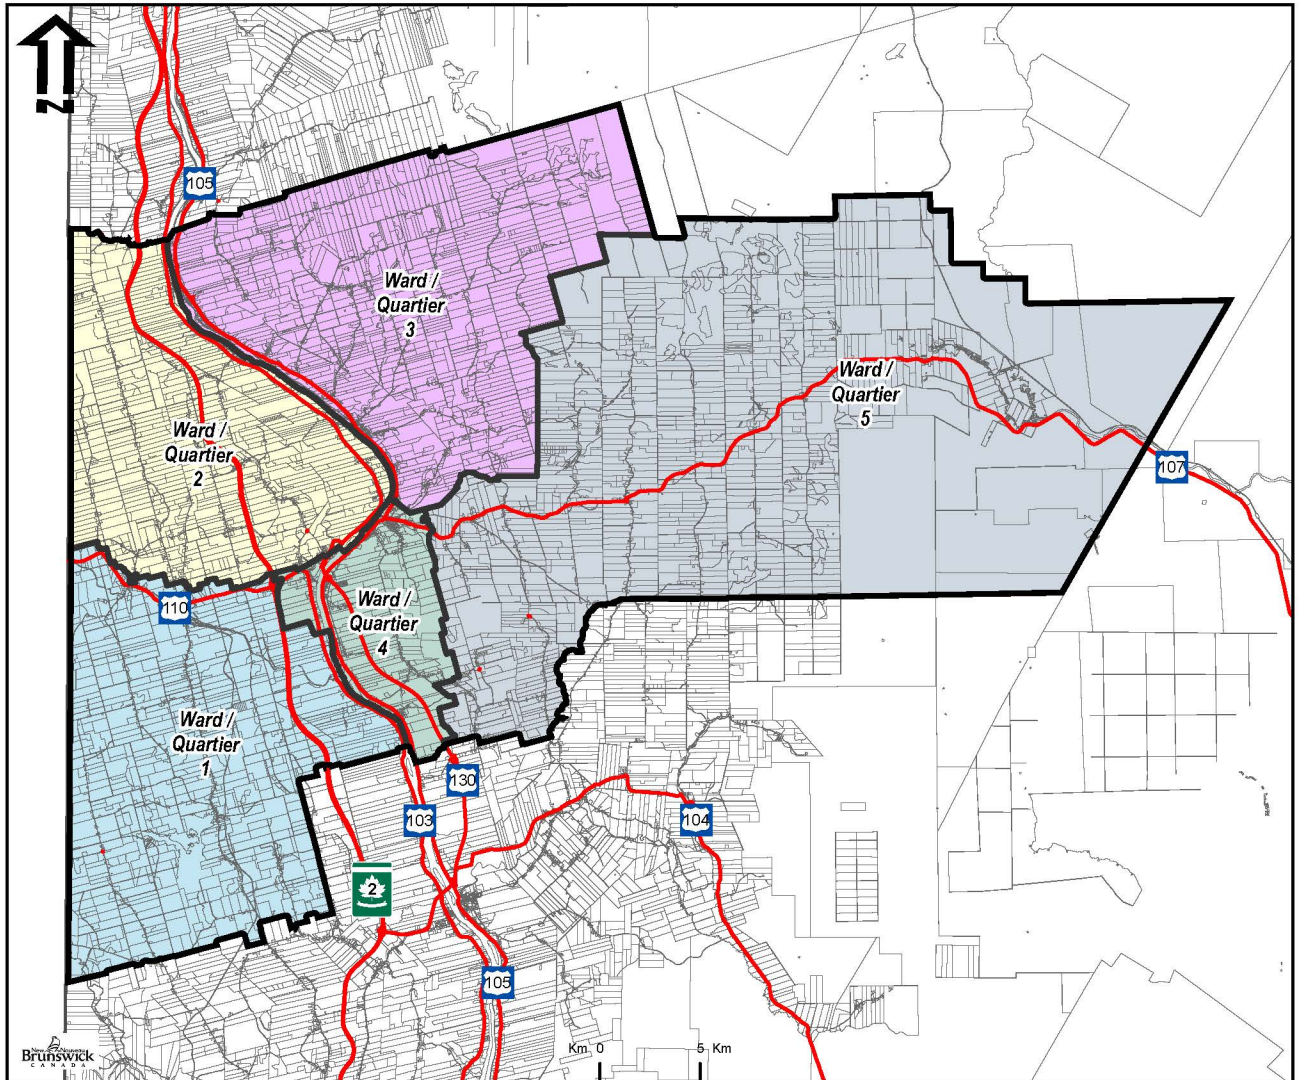 N
105
Ward /
Quartier
3
Ward /
Quartier
5
Ward /
Quartier
2
107
110
Ward /
Quartier
4
Ward /
Quartier
1
130
103
104
2
105
New Nouveau
Brunswick
CANADA
Km 0 5 Km